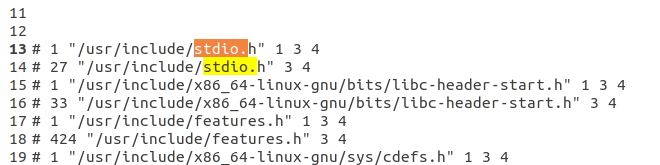 11
12
13 # 1 "/usr/include/stdio.h" 1 3 4
14 # 27 "/usr/include/stdio.h" 3 4
15 # 1 "/usr/include/x86_64-linux-gnu/bits/libc-header-start.h" 1 3 4
16 # 33 "/usr/include/x86_64-linux-gnu/bits/libc-header-start.h" 3 4
17 # 1 "/usr/include/features.h" 1 3 4
18 # 424 "/usr/include/features.h" 3 4
19 # 1 "/usr/include/x86_64-linux-gnu/sys/cdefs.h" 1 3 4